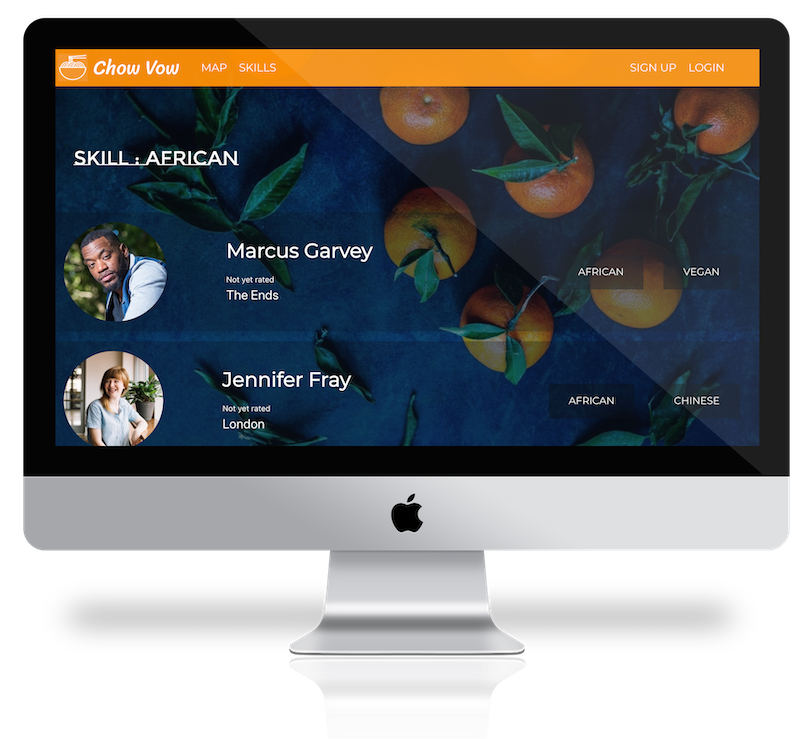 Chow Vow MAP SKILLS SIGN UP LOGIN
SKILL : AFRICAN
Marcus Garvey
Not yet rated
The Ends
AFRICAN VEGAN
Jennifer Fray
Not yet rated
London
AFRICAN CHINESE